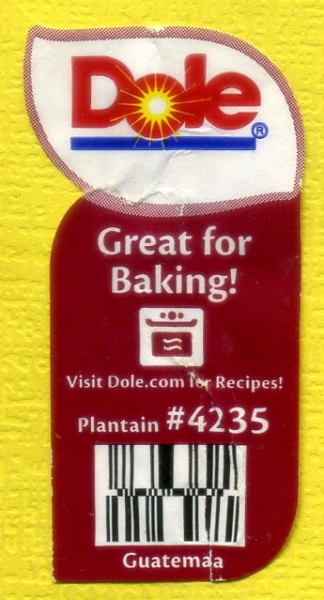 Dole®
Great for
Baking!
Visit Dole.com for Recipes!
Plantain #4235
Guatemaa